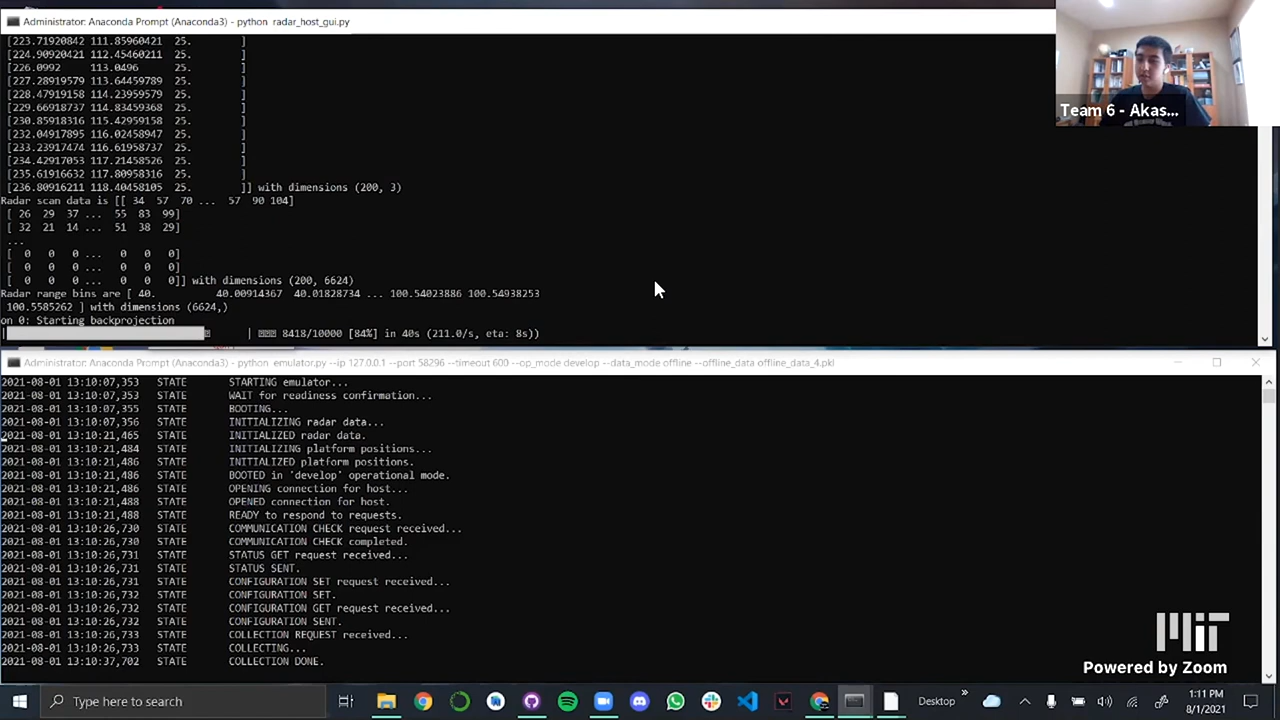 Administrator: Anaconda Prompt (Anaconda3) - python radar_host_gui.py
[223.71920842 111.85960421 25. ]
[224.90920421 112.45460211 25. ]
[226.0992 113.0496 25. ]
[227.28919579 113.64459789 25. ]
[228.47919158 114.23959579 25. ]
[229.66918737 114.83459368 25. ]
[230.85918316 115.42959158 25. ]
[232.04917895 116.02458947 25. ]
[233.23917474 116.61958737 25. ]
[234.42917053 117.21458526 25. ]
[235.61916632 117.80958316 25. ]
[236.80916211 118.40458105 25. ]] with dimensions (200, 3)
Radar scan data is [[ 34 57 70 ... 57 90 104]
[ 26 29 37 ... 55 83 99]
[ 32 21 14 ... 51 38 29]
...
[ 0 0 0 ... 0 0 0]
[ 0 0 0 ... 0 0 0]
[ 0 0 0 ... 0 0 0]] with dimensions (200, 6624)
Radar range bins are [ 40. 40.00914367 40.01828734 ... 100.54023886 100.54938253
100.5585262 ] with dimensions (6624,)
on 0: Starting backprojection
| | 8418/10000 [84%] in 40s (211.0/s, eta: 8s))
Team 6 - Akas...
Administrator: Anaconda Prompt (Anaconda3) - python emulator.py --ip 127.0.0.1 --port 58296 --timeout 600 --op_mode develop --data_mode offline --offline_data offline_data_4.pkl
2021-08-01 13:10:07,353 STATE STARTING emulator...
2021-08-01 13:10:07,353 STATE WAIT for readiness confirmation...
2021-08-01 13:10:07,355 STATE BOOTING...
2021-08-01 13:10:07,356 STATE INITIALIZING radar data...
2021-08-01 13:10:21,465 STATE INITIALIZED radar data.
2021-08-01 13:10:21,484 STATE INITIALIZING platform positions...
2021-08-01 13:10:21,486 STATE INITIALIZED platform positions.
2021-08-01 13:10:21,486 STATE BOOTED in 'develop' operational mode.
2021-08-01 13:10:21,486 STATE OPENING connection for host...
2021-08-01 13:10:21,488 STATE OPENED connection for host.
2021-08-01 13:10:21,488 STATE READY to respond to requests.
2021-08-01 13:10:26,730 STATE COMMUNICATION CHECK request received...
2021-08-01 13:10:26,730 STATE COMMUNICATION CHECK completed.
2021-08-01 13:10:26,731 STATE STATUS GET request received...
2021-08-01 13:10:26,731 STATE STATUS SENT.
2021-08-01 13:10:26,731 STATE CONFIGURATION SET request received...
2021-08-01 13:10:26,732 STATE CONFIGURATION SET.
2021-08-01 13:10:26,732 STATE CONFIGURATION GET request received...
2021-08-01 13:10:26,732 STATE CONFIGURATION SENT.
2021-08-01 13:10:26,733 STATE COLLECTION REQUEST received...
2021-08-01 13:10:26,733 STATE COLLECTING...
2021-08-01 13:10:37,702 STATE COLLECTION DONE.
MIT
Powered by Zoom
Type here to search
Desktop
1:11 PM
8/1/2021